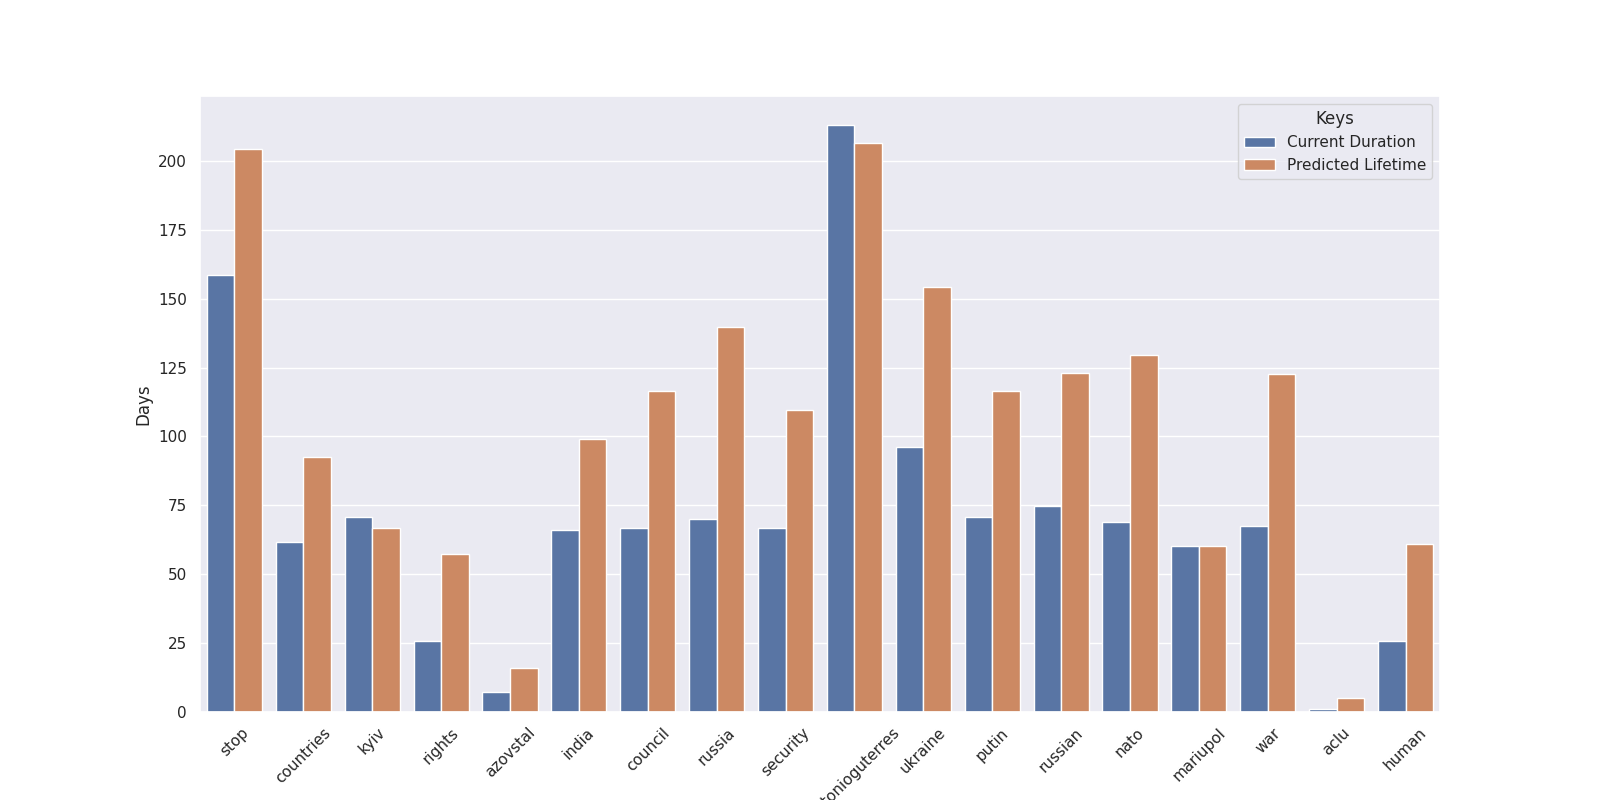 Keys
Current Duration
Predicted Lifetime
200
175
150
125
100
75
50
25
0
Days
stop
countries
kyiv
rights
azovstal
india
council
russia
security
tonioguterres
ukraine
putin
russian
nato
mariupol
war
aclu
human